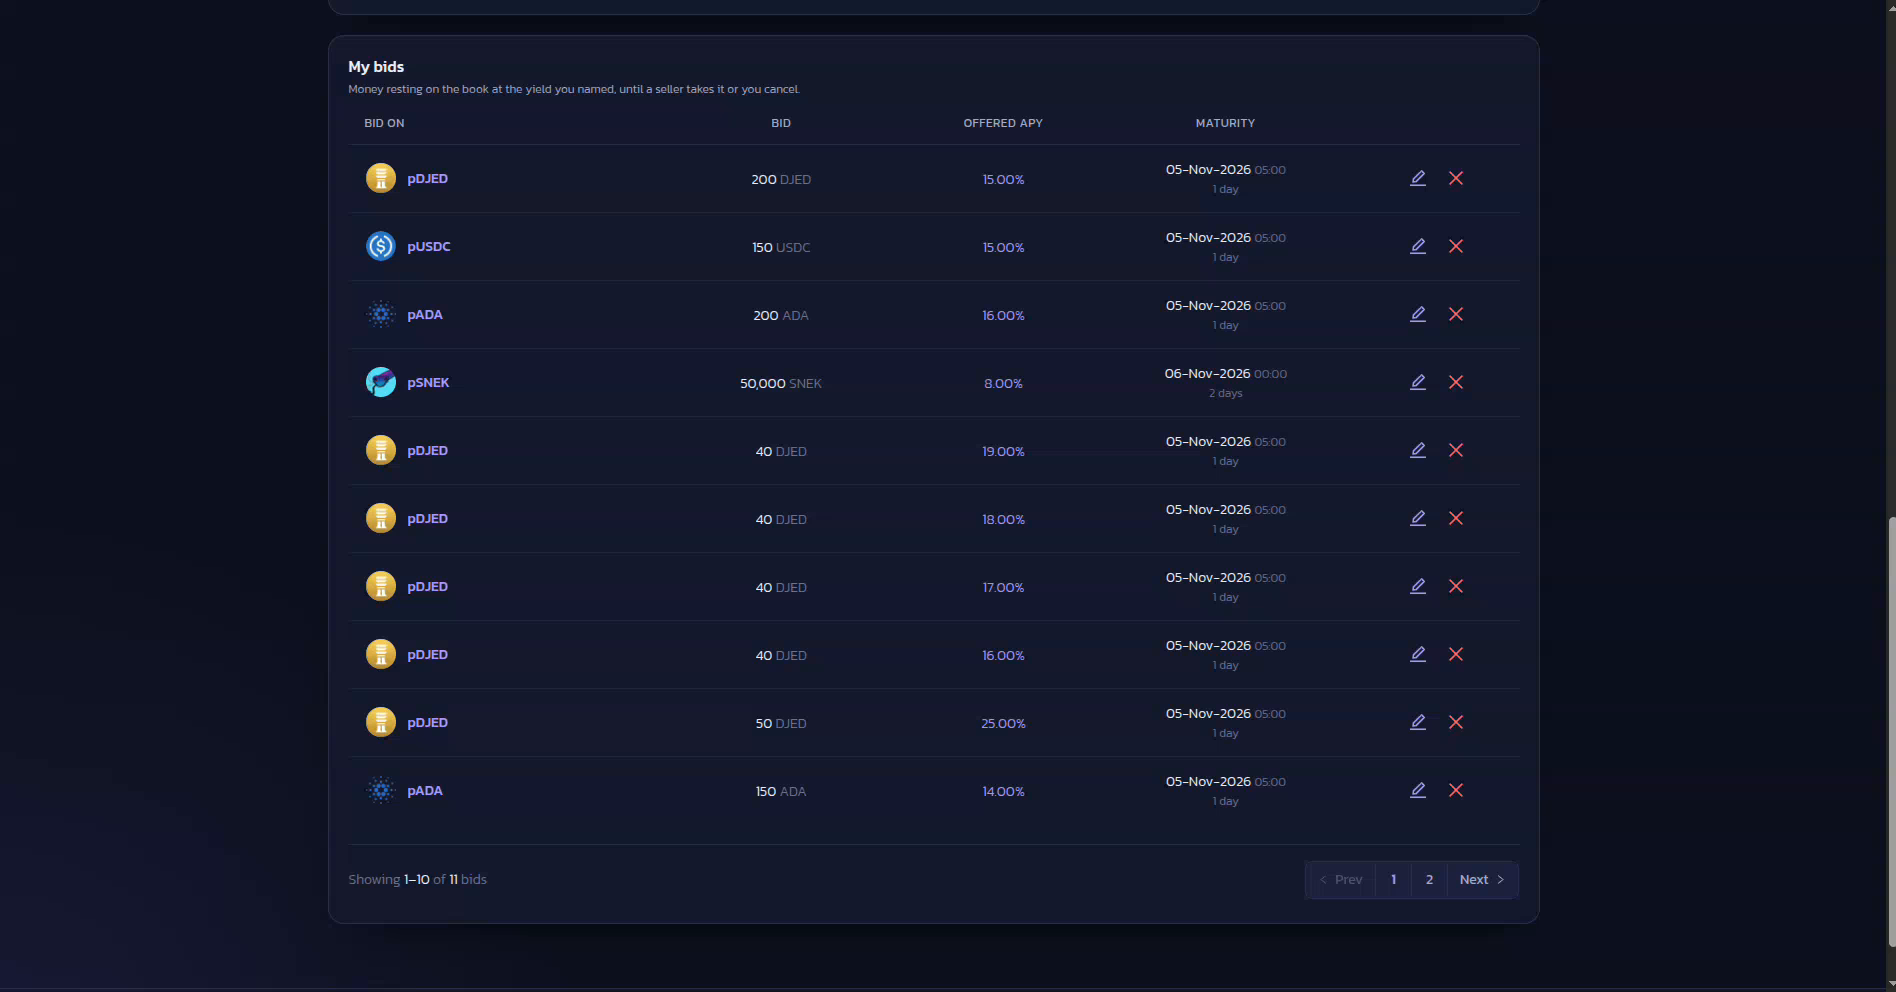 My bids
Money resting on the book at the yield you named, until a seller takes it or you cancel.
BID ON BID OFFERED APY MATURITY
pDJED 200 DJED 15.00% 05-Nov-2026 05:00
1 day
pUSDC 150 USDC 15.00% 05-Nov-2026 05:00
1 day
pADA 200 ADA 16.00% 05-Nov-2026 05:00
1 day
pSNEK 50,000 SNEK 8.00% 06-Nov-2026 00:00
2 days
pDJED 40 DJED 19.00% 05-Nov-2026 05:00
1 day
pDJED 40 DJED 18.00% 05-Nov-2026 05:00
1 day
pDJED 40 DJED 17.00% 05-Nov-2026 05:00
1 day
pDJED 40 DJED 16.00% 05-Nov-2026 05:00
1 day
pDJED 50 DJED 25.00% 05-Nov-2026 05:00
1 day
pADA 150 ADA 14.00% 05-Nov-2026 05:00
1 day
Showing 1–10 of 11 bids < Prev 1 2 Next >